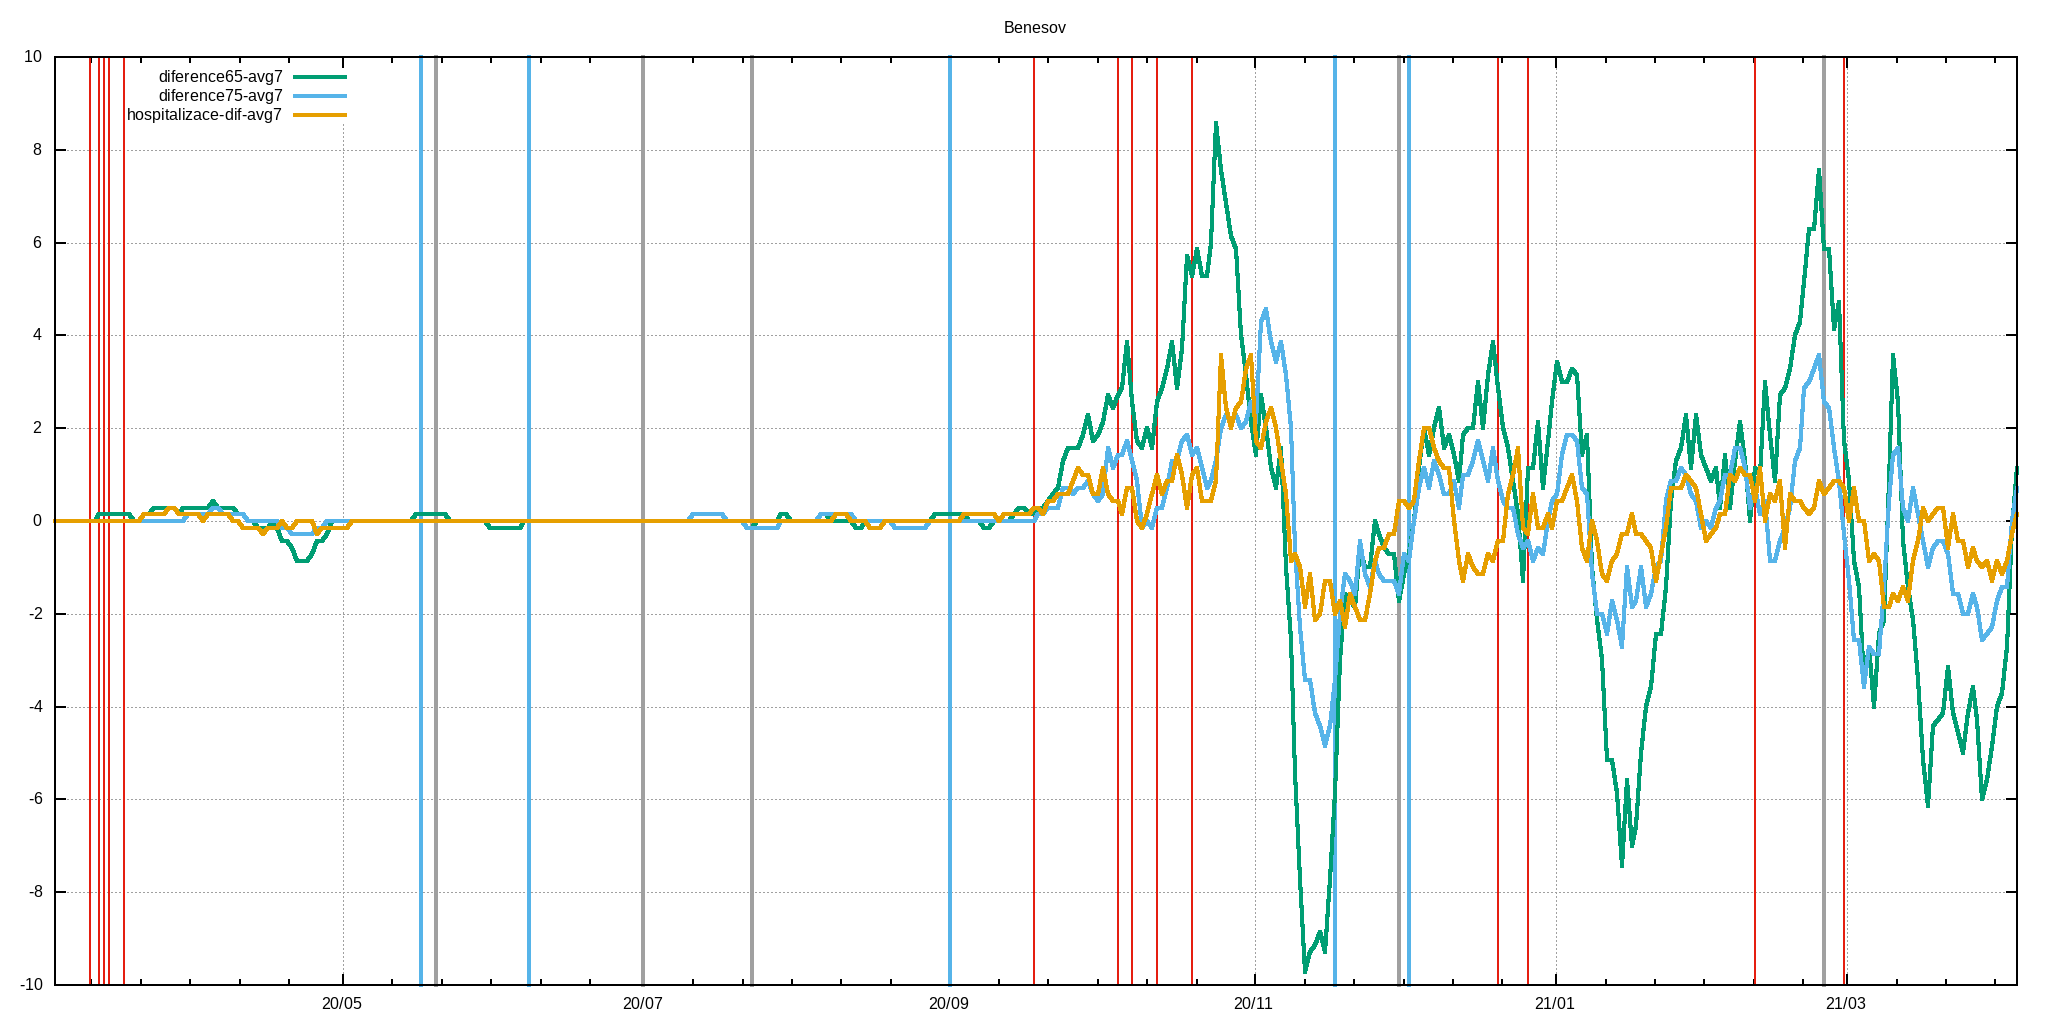 Benesov
10
diference65-avg7
diference75-avg7
hospitalizace-dif-avg7
8
6
4
2
0
-2
-4
-6
-8
-10
20/05 20/07 20/09 20/11 21/01 21/03